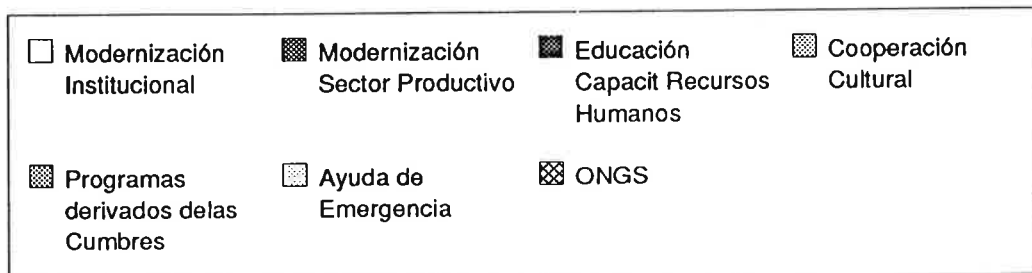 Modernización
Institucional
Modernización
Sector Productivo
Educación
Capacit Recursos
Humanos
Cooperación
Cultural
Programas
derivados delas
Cumbres
Ayuda de
Emergencia
ONGS